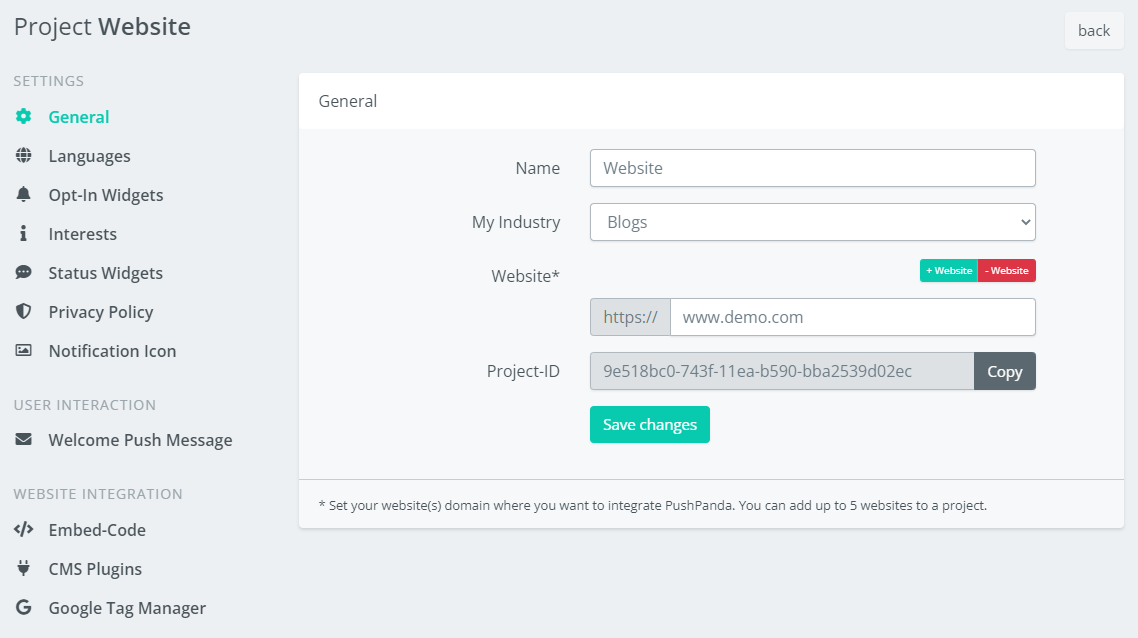 Project Website
back
SETTINGS
General
Languages
Opt-In Widgets
Interests
Status Widgets
Privacy Policy
Notification Icon
USER INTERACTION
Welcome Push Message
WEBSITE INTEGRATION
Embed-Code
CMS Plugins
Google Tag Manager
General
Name Website
My Industry Blogs
Website* + Website - Website
https:// www.demo.com
Project-ID 9e518bc0-743f-11ea-b590-bba2539d02ec Copy
Save changes
* Set your website(s) domain where you want to integrate PushPanda. You can add up to 5 websites to a project.